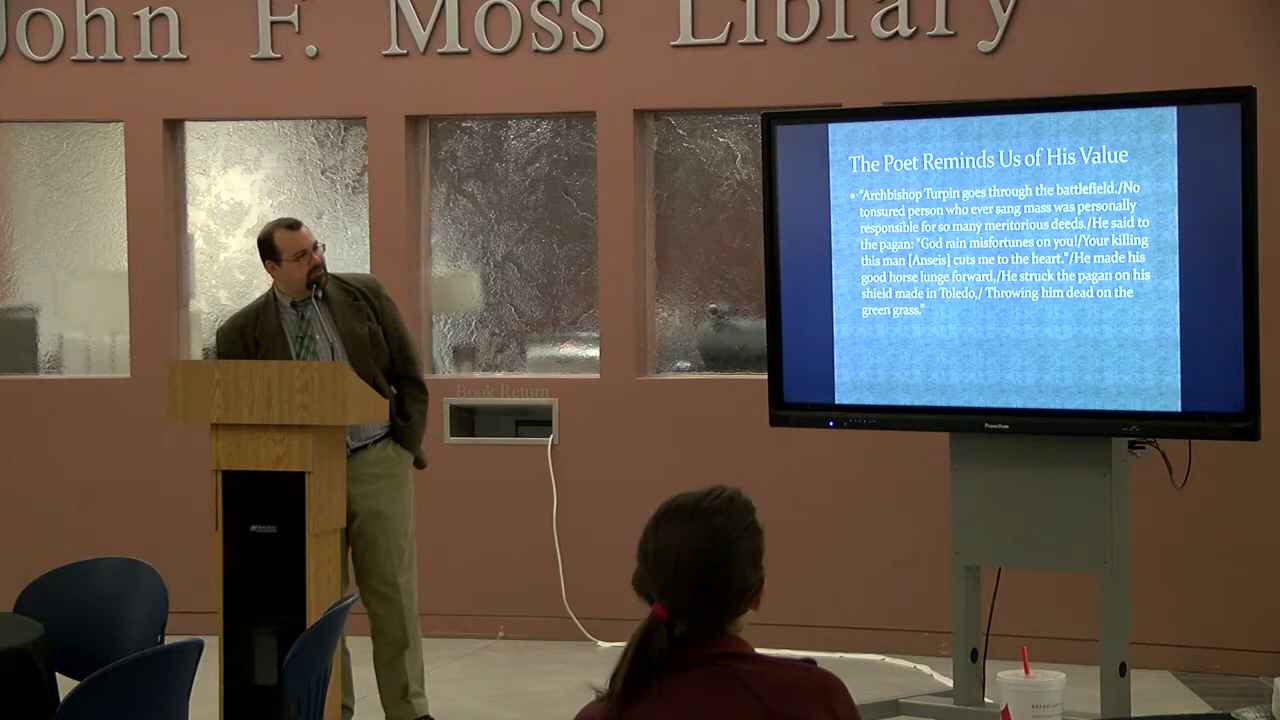 John F. Moss Library
The Poet Reminds Us of His Value
• "Archbishop Turpin goes through the battlefield./No
tonsured person who ever sang mass was personally
responsible for so many meritorious deeds./He said to
the pagan: "God rain misfortunes on you!/Your killing
this man [Anseis] cuts me to the heart."/He made his
good horse lunge forward,/He struck the pagan on his
shield made in Toledo,/ Throwing him dead on the
green grass."
Book Return
Promethean